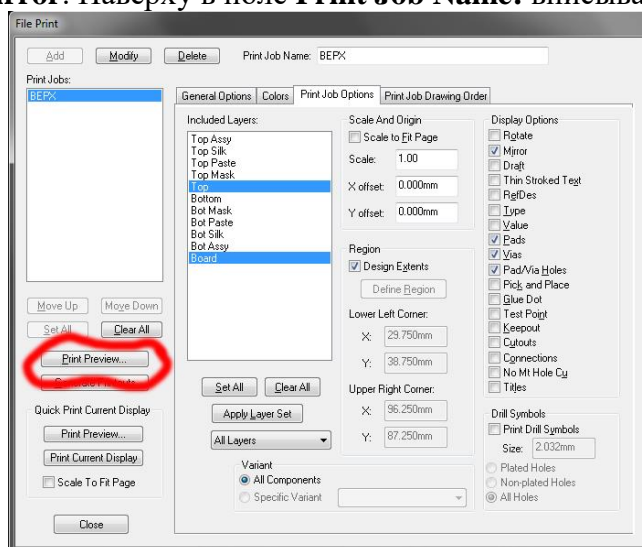 . Наверху в поле Print Job Name: вписыва
File Print
Add Modify Delete Print Job Name: ВЕРХ
Print Jobs:
ВЕРХ
General Options Colors Print Job Options Print Job Drawing Order
Included Layers:
Top Assy
Top Silk
Top Paste
Top Mask
Top
Bottom
Bot Mask
Bot Paste
Bot Silk
Bot Assy
Board
Set All Clear All
Apply Layer Set
All Layers
Scale And Origin
Scale to Fit Page
Scale: 1.00
X offset: 0.000mm
Y offset: 0.000mm
Region
Design Extents
Define Region
Lower Left Corner:
X: 29.750mm
Y: 38.750mm
Upper Right Corner:
X: 96.250mm
Y: 87.250mm
Display Options
Rotate
Mirror
Draft
Thin Stroked Text
RefDes
Type
Value
Pads
Vias
Pad/Via Holes
Pick and Place
Glue Dot
Test Point
Keepout
Cutouts
Connections
No Mt Hole Cu
Titles
Drill Symbols
Print Drill Symbols
Size: 2.032mm
Plated Holes
Non-plated Holes
All Holes
Variant
All Components
Specific Variant
Move Up Move Down
Set All Clear All
Print Preview...
Quick Print Current Display
Print Preview...
Print Current Display
Scale To Fit Page
Close